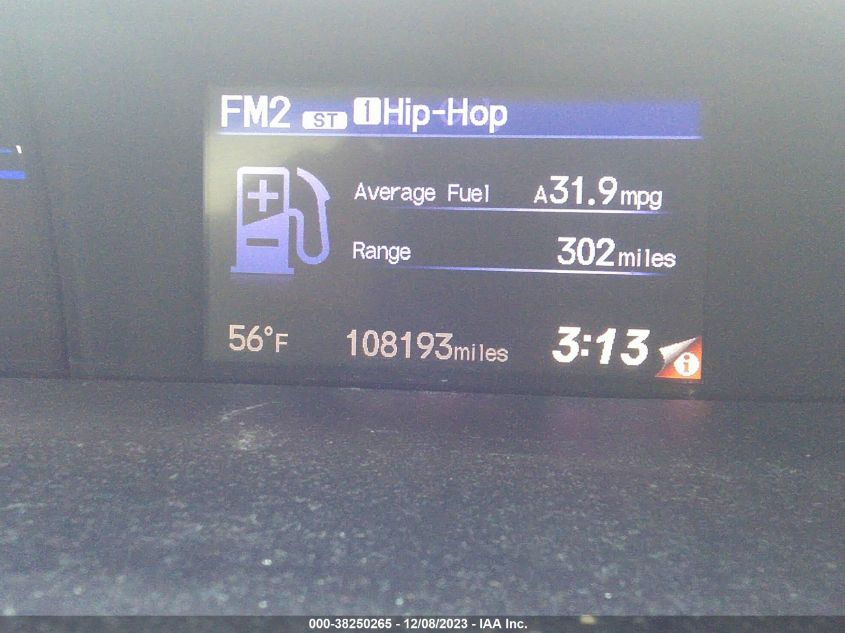 FM2 ST 1 Hip-Hop
Average Fuel A31.9mpg
Range 302miles
56°F 108193miles 3:13 i
000-38250265 - 12/08/2023 - IAA Inc.